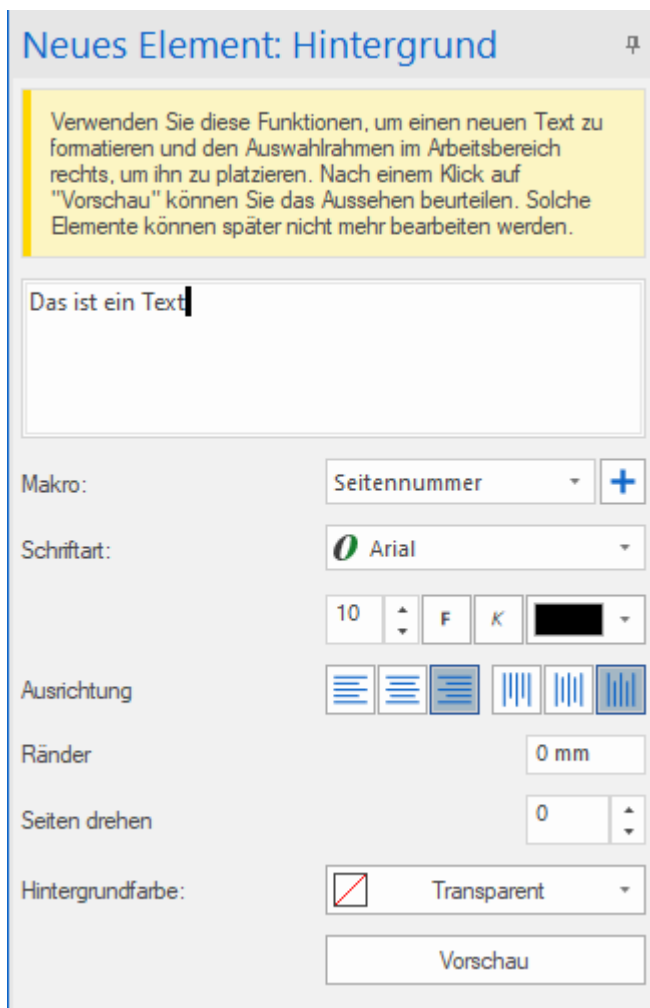 Neues Element: Hintergrund
Verwenden Sie diese Funktionen, um einen neuen Text zu
formatieren und den Auswahlrahmen im Arbeitsbereich
rechts, um ihn zu platzieren. Nach einem Klick auf
"Vorschau" können Sie das Aussehen beurteilen. Solche
Elemente können später nicht mehr bearbeiten werden.
Das ist ein Text
Makro: Seitennummer
Schriftart: O Arial
10 F K
Ausrichtung
Ränder 0 mm
Seiten drehen 0
Hintergrundfarbe: Transparent
Vorschau